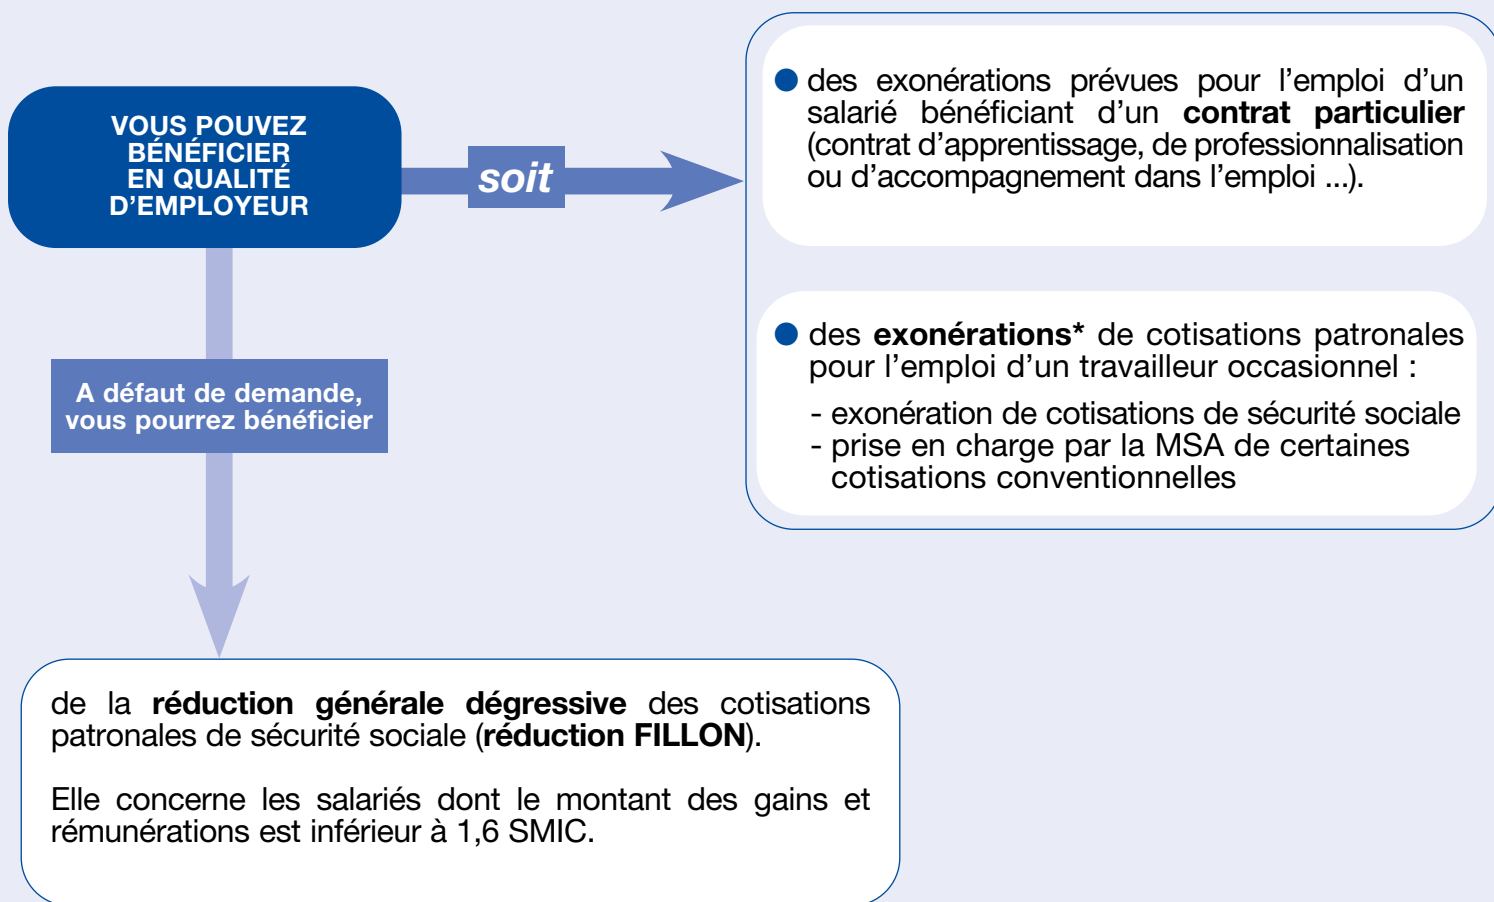 VOUS POUVEZ
BÉNÉFICIER
EN QUALITÉ
D’EMPLOYEUR
soit
● des exonérations prévues pour l’emploi d’un
salarié bénéficiant d’un contrat particulier
(contrat d’apprentissage, de professionnalisation
ou d’accompagnement dans l’emploi ...).
● des exonérations* de cotisations patronales
pour l’emploi d’un travailleur occasionnel :
- exonération de cotisations de sécurité sociale
- prise en charge par la MSA de certaines
cotisations conventionnelles
A défaut de demande,
vous pourrez bénéficier
de la réduction générale dégressive des cotisations
patronales de sécurité sociale (réduction FILLON).
Elle concerne les salariés dont le montant des gains et
rémunérations est inférieur à 1,6 SMIC.